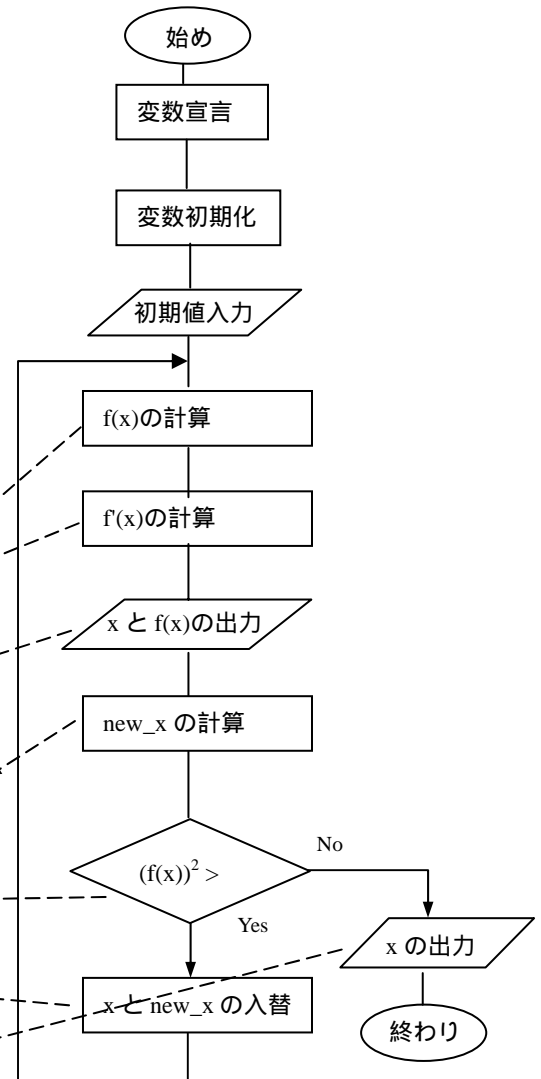 始め
変数宣言
変数初期化
初期値入力
f(x)の計算
f'(x)の計算
x と f(x)の出力
new_x の計算
(f(x))² >
No
Yes
x の出力
x と new_x の入替
終わり